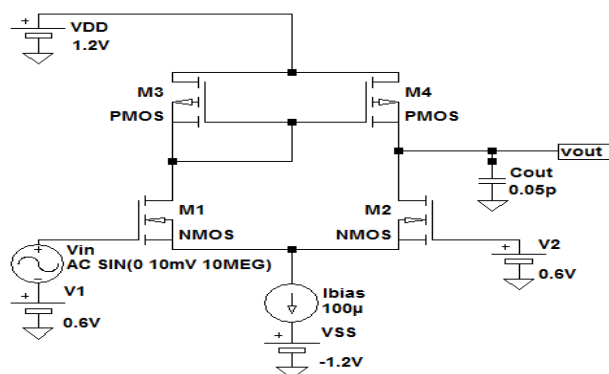 VDD
1.2V
M3
PMOS
M4
PMOS
vout
Cout
0.05p
M1
NMOS
M2
NMOS
Vin
AC SIN(0 10mV 10MEG)
V1
0.6V
V2
0.6V
Ibias
100µ
VSS
-1.2V